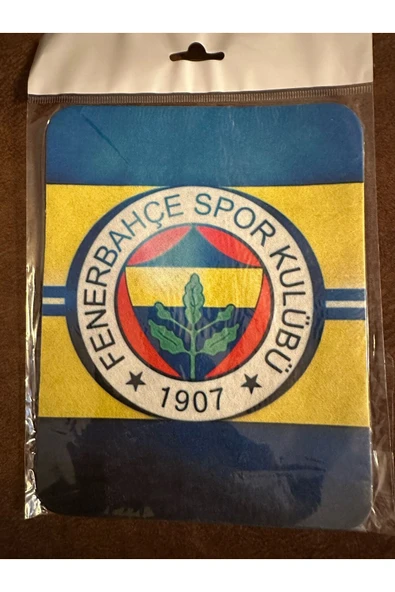 FENERBAHÇE SPOR KULÜBÜ
1907